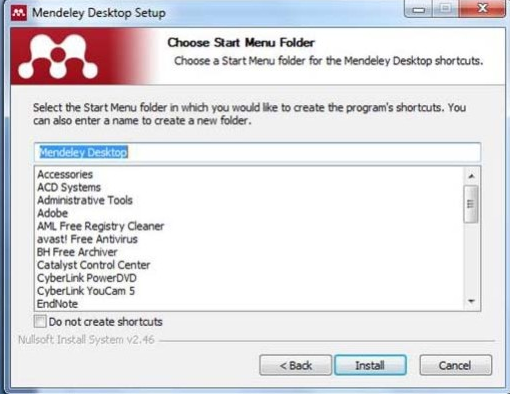 Mendeley Desktop Setup
Choose Start Menu Folder
Choose a Start Menu folder for the Mendeley Desktop shortcuts.
Select the Start Menu folder in which you would like to create the program's shortcuts. You
can also enter a name to create a new folder.
Mendeley Desktop
Accessories
ACD Systems
Administrative Tools
Adobe
AML Free Registry Cleaner
avast! Free Antivirus
BH Free Archiver
Catalyst Control Center
CyberLink PowerDVD
CyberLink YouCam 5
EndNote
Do not create shortcuts
Nullsoft Install System v2.46
< Back Install Cancel